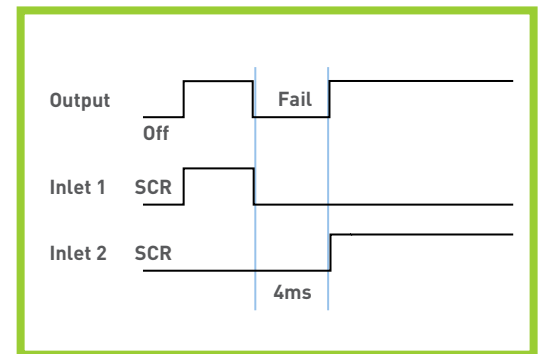 Output Fail
Off
Inlet 1 SCR
Inlet 2 SCR
4ms